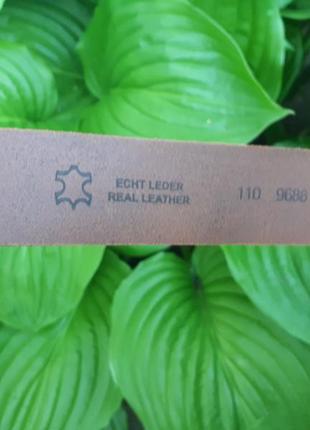 ECHT LEDER
REAL LEATHER
110 9686